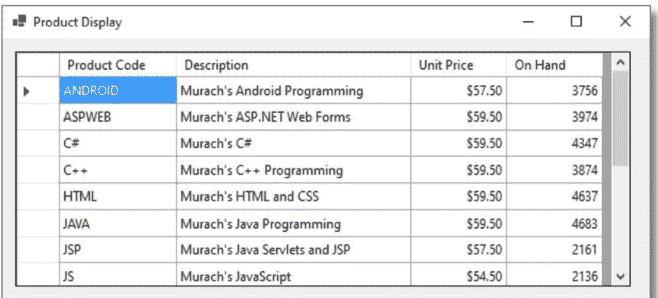 Product Display
Product Code Description Unit Price On Hand
ANDROID Murach's Android Programming $57.50 3756
ASPWEB Murach's ASP.NET Web Forms $59.50 3974
C# Murach's C# $59.50 4347
C++ Murach's C++ Programming $59.50 3874
HTML Murach's HTML and CSS $59.50 4637
JAVA Murach's Java Programming $59.50 4683
JSP Murach's Java Servlets and JSP $57.50 2161
JS Murach's JavaScript $54.50 2136